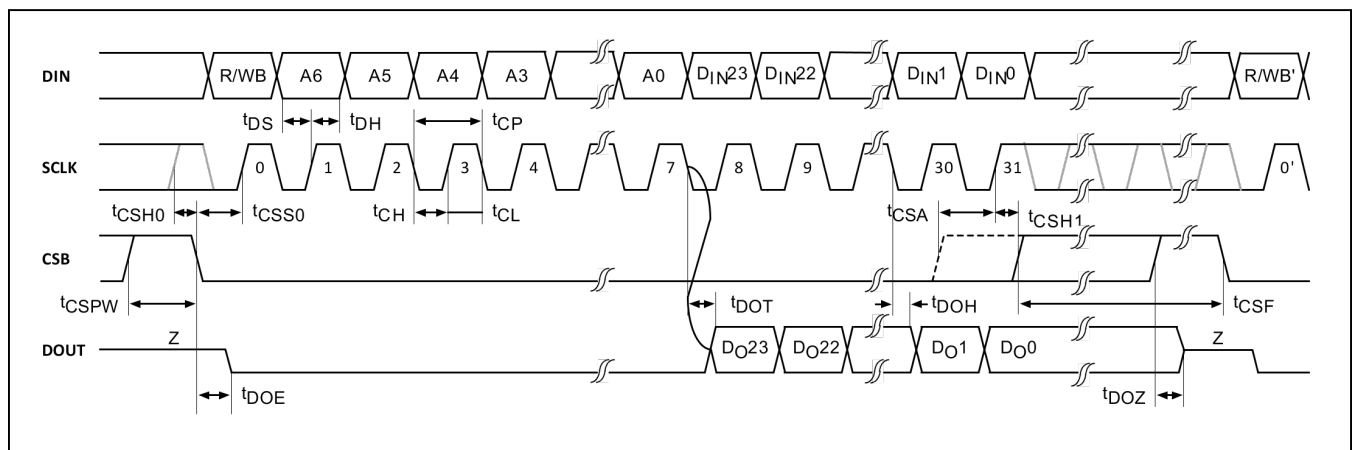 DIN R/WB A6 A5 A4 A3 A0 DIN23 DIN22 DIN1 DIN0 R/WB'
tDS tDH tCP
SCLK 0 1 2 3 4 7 8 9 30 31 0'
tCSH0 tCSS0 tCH tCL tCSA tCSH1
CSB
tCSPW tDOT tDOH tCSF
DOUT Z DO23 DO22 DO1 DO0 Z
tDOE tDOZ